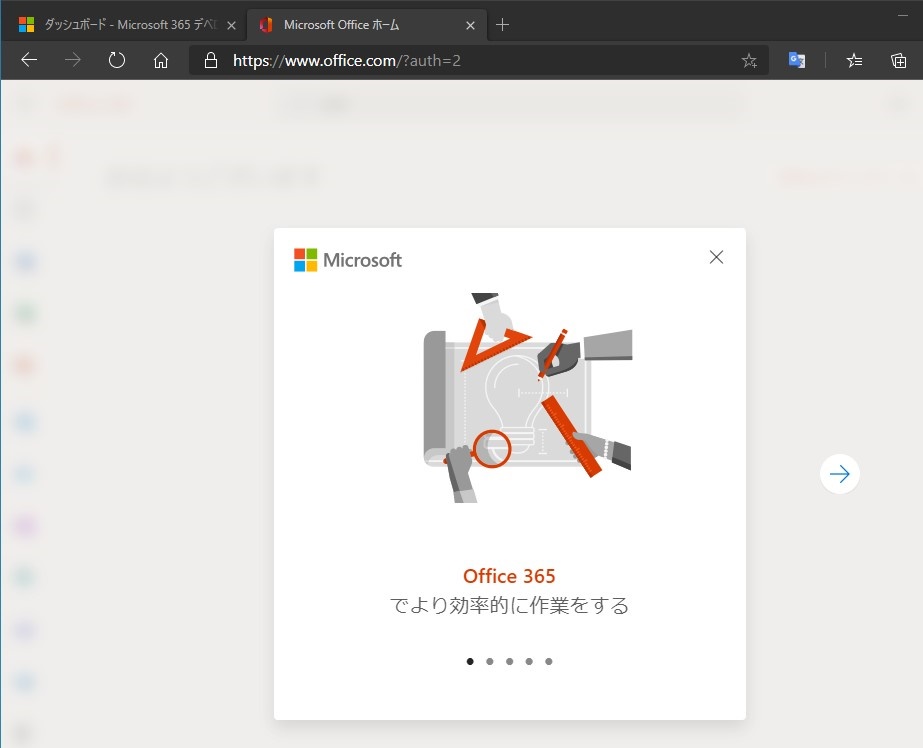 ダッシュボード - Microsoft 365 デベ
Microsoft Office ホーム
https://www.office.com/?auth=2
Microsoft
Office 365
でより効率的に作業をする